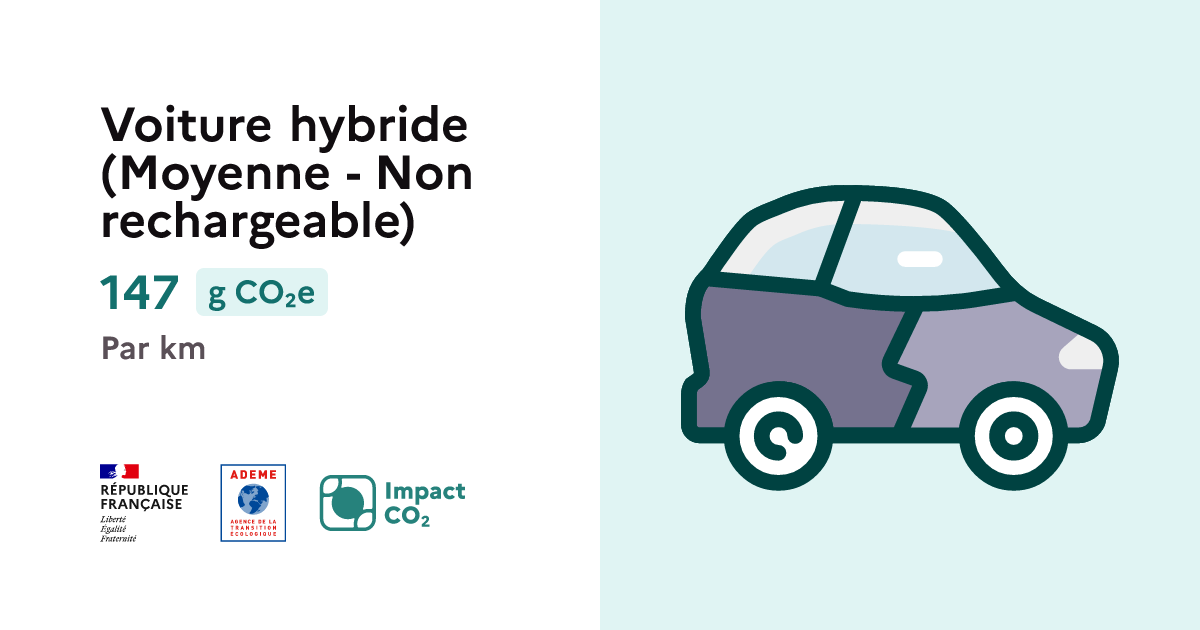 Voiture hybride
(Moyenne - Non
rechargeable)
147 g CO₂e
Par km
RÉPUBLIQUE
FRANÇAISE
Liberté
Égalité
Fraternité
ADEME
AGENCE DE LA
TRANSITION
ÉCOLOGIQUE
Impact
CO₂